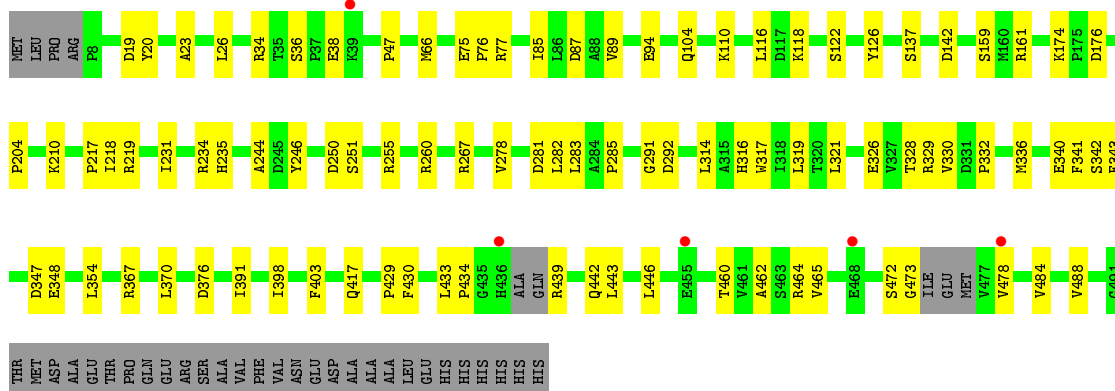 MET LEU PRO ARG P8 D19 Y20 A23 L26 R34 T35 S36 P37 E38 K39 P47 M66 E75 P76 R77 I85 L86 D87 A88 V89 E94 Q104 K110 L116 D117 K118 S122 Y126 S137 D142 S159 M160 R161 K174 P175 D176
P204 K210 P217 I218 R219 I231 R234 H235 A244 D245 Y246 D250 S251 R255 R260 R267 V278 D281 L282 L283 A284 P285 G291 D292 L314 A315 H316 W317 I318 L319 T320 L321 E326 V327 T328 R329 V330 D331 P332 M336 E340 F341 S342
D347 E348 L354 R367 L370 D376 I391 I398 F403 Q417 P429 F430 L433 P434 G435 H436 ALA GLN R439 Q442 L443 L446 E455 T460 V461 A462 S463 R464 V465 E468 S472 G473 ILE GLU MET V477 V478 V484 V488
THR MET ASP ALA GLU THR PRO GLN GLU ARG SER ALA VAL PHE VAL ASN GLU ASP ALA ALA ALA LEU GLU HIS HIS HIS HIS HIS HIS